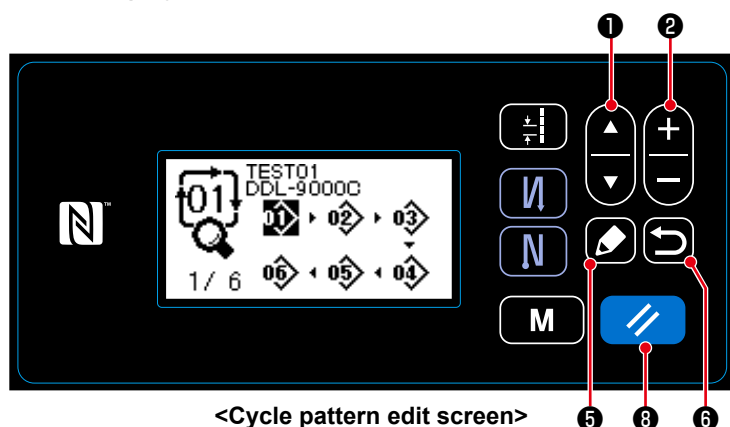 ❶ ❷
TEST01
DDL-9000C
01
01 02 03
1/ 6 06 05 04
N™
И
N
M
<Cycle pattern edit screen>
❺ ❽ ❻